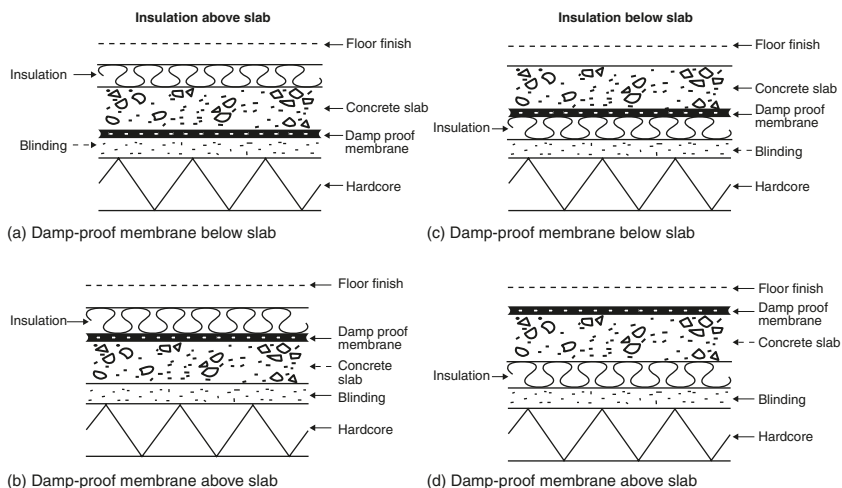 Insulation above slab
Floor finish
Insulation
Concrete slab
Damp proof
membrane
Blinding
Hardcore
(a) Damp-proof membrane below slab
Insulation below slab
Floor finish
Concrete slab
Damp proof
membrane
Insulation
Blinding
Hardcore
(c) Damp-proof membrane below slab
Floor finish
Insulation
Damp proof
membrane
Concrete
slab
Blinding
Hardcore
(b) Damp-proof membrane above slab
Floor finish
Damp proof
membrane
Concrete slab
Insulation
Blinding
Hardcore
(d) Damp-proof membrane above slab